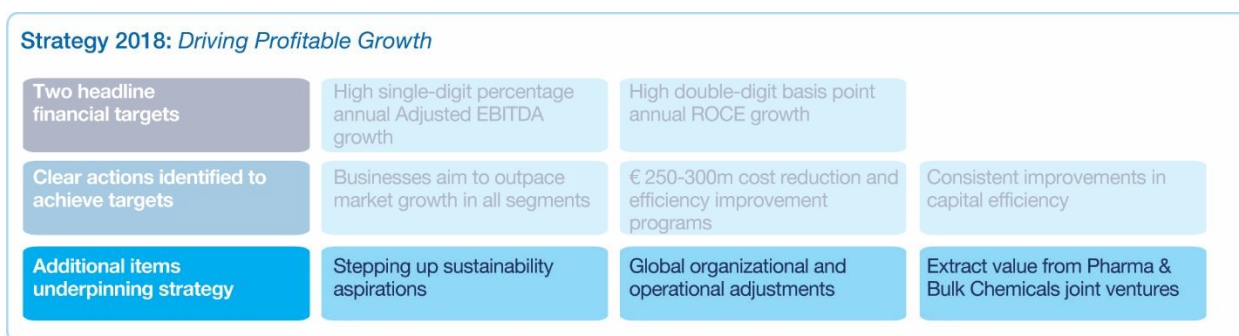 Strategy 2018: Driving Profitable Growth
Two headline
financial targets
High single-digit percentage
annual Adjusted EBITDA
growth
High double-digit basis point
annual ROCE growth
Clear actions identified to
achieve targets
Businesses aim to outpace
market growth in all segments
€ 250-300m cost reduction and
efficiency improvement
programs
Consistent improvements in
capital efficiency
Additional items
underpinning strategy
Stepping up sustainability
aspirations
Global organizational and
operational adjustments
Extract value from Pharma &
Bulk Chemicals joint ventures